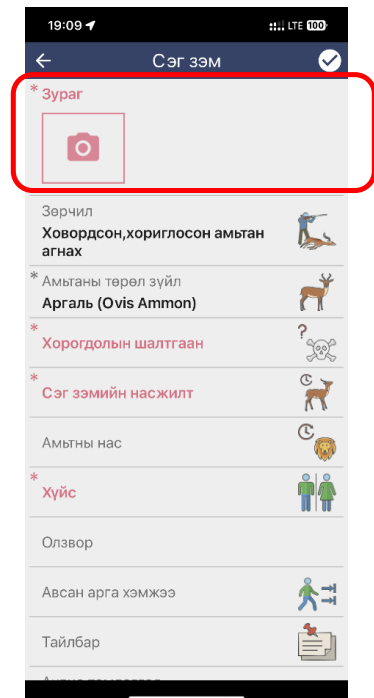 19:09 LTE 100
Сэг зэм
* Зураг
Зөрчил
Ховордсон,хориглосон амьтан
агнах
* Амьтаны төрөл зүйл
Аргаль (Ovis Ammon)
* Хорогдолын шалтгаан
* Сэг зэмийн насжилт
Амьтны нас
* Хүйс
Олзвор
Авсан арга хэмжээ
Тайлбар